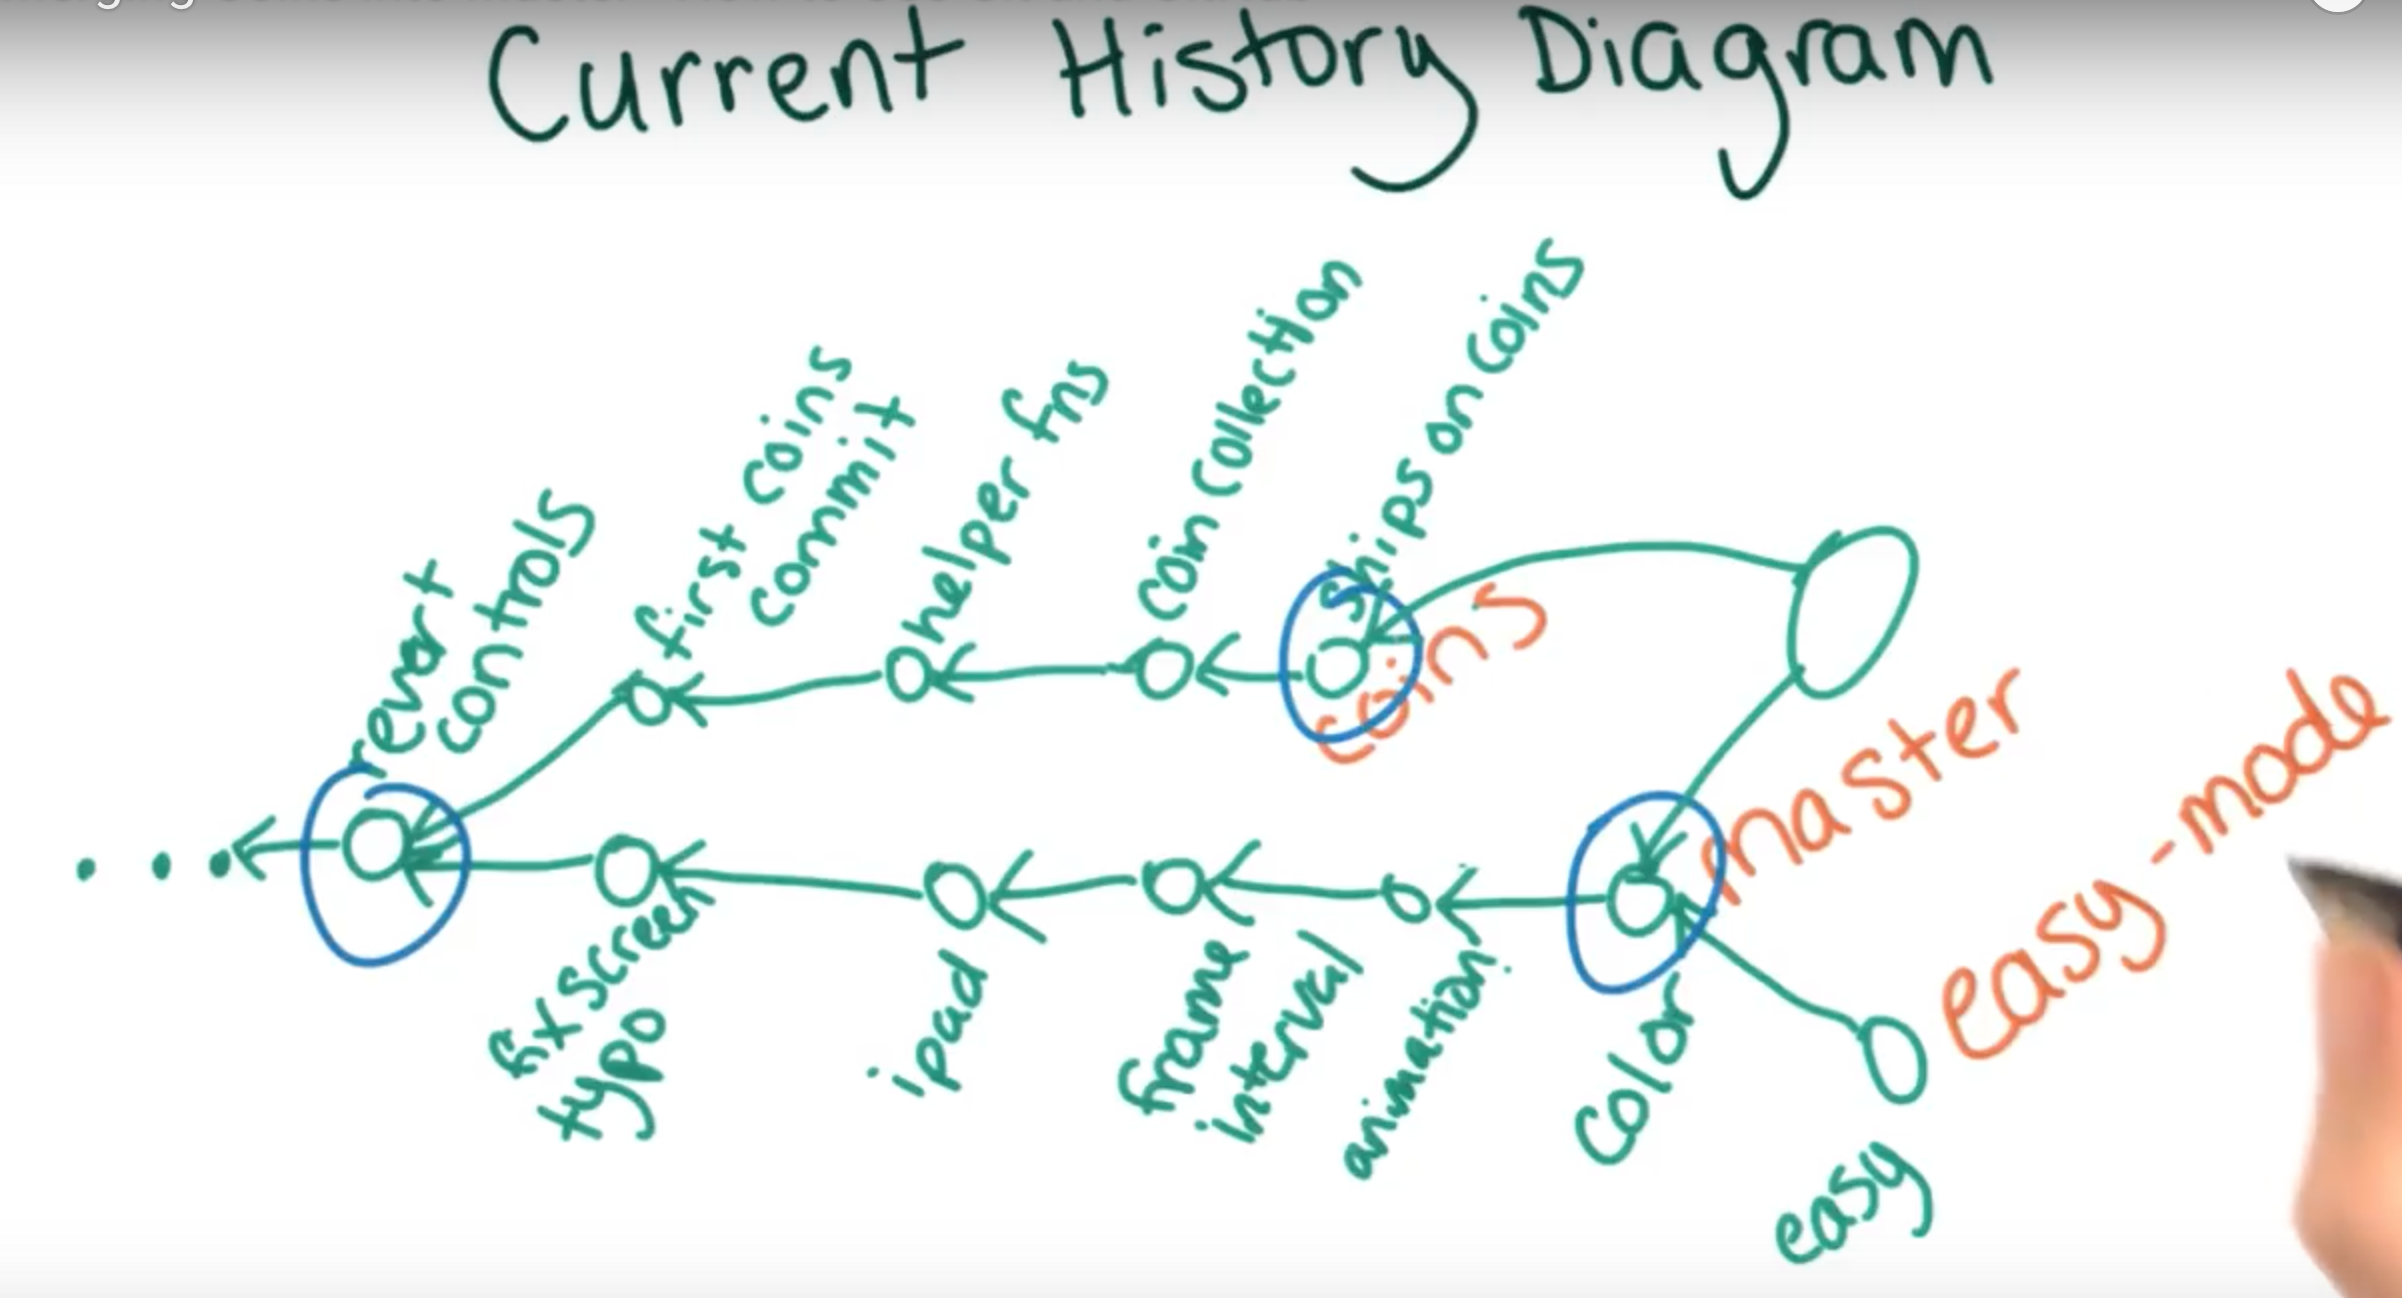 Current History Diagram
revert
controls
first coins
commit
helper fns
coin collection
ships on coins
coins
master
easy-mode
fix screen
typo
ipad
frame
interval
animation
color
easy